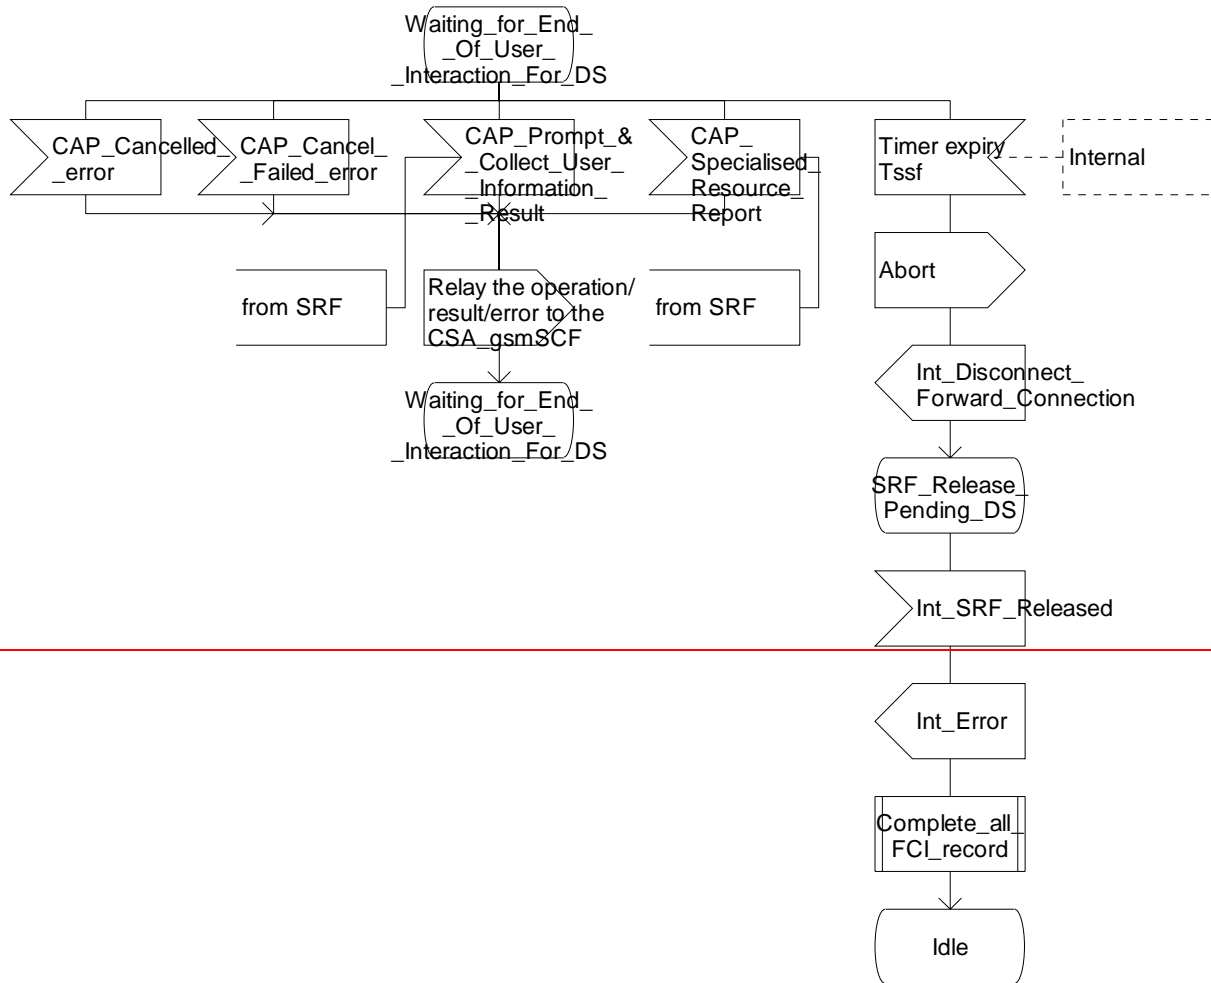 Waiting_for_End_
_Of_User_
_Interaction_For_DS
CAP_Cancelled_
_error
CAP_Cancel_
_Failed_error
CAP_Prompt_&
_Collect_User_
_Information_
_Result
CAP_
Specialised_
Resource_
Report
Timer expiry
Tssf
Internal
Abort
from SRF
Relay the operation/
result/error to the
CSA_gsmSCF
from SRF
Int_Disconnect_
Forward_Connection
Waiting_for_End_
_Of_User_
_Interaction_For_DS
SRF_Release_
Pending_DS
Int_SRF_Released
Int_Error
Complete_all_
FCI_record
Idle